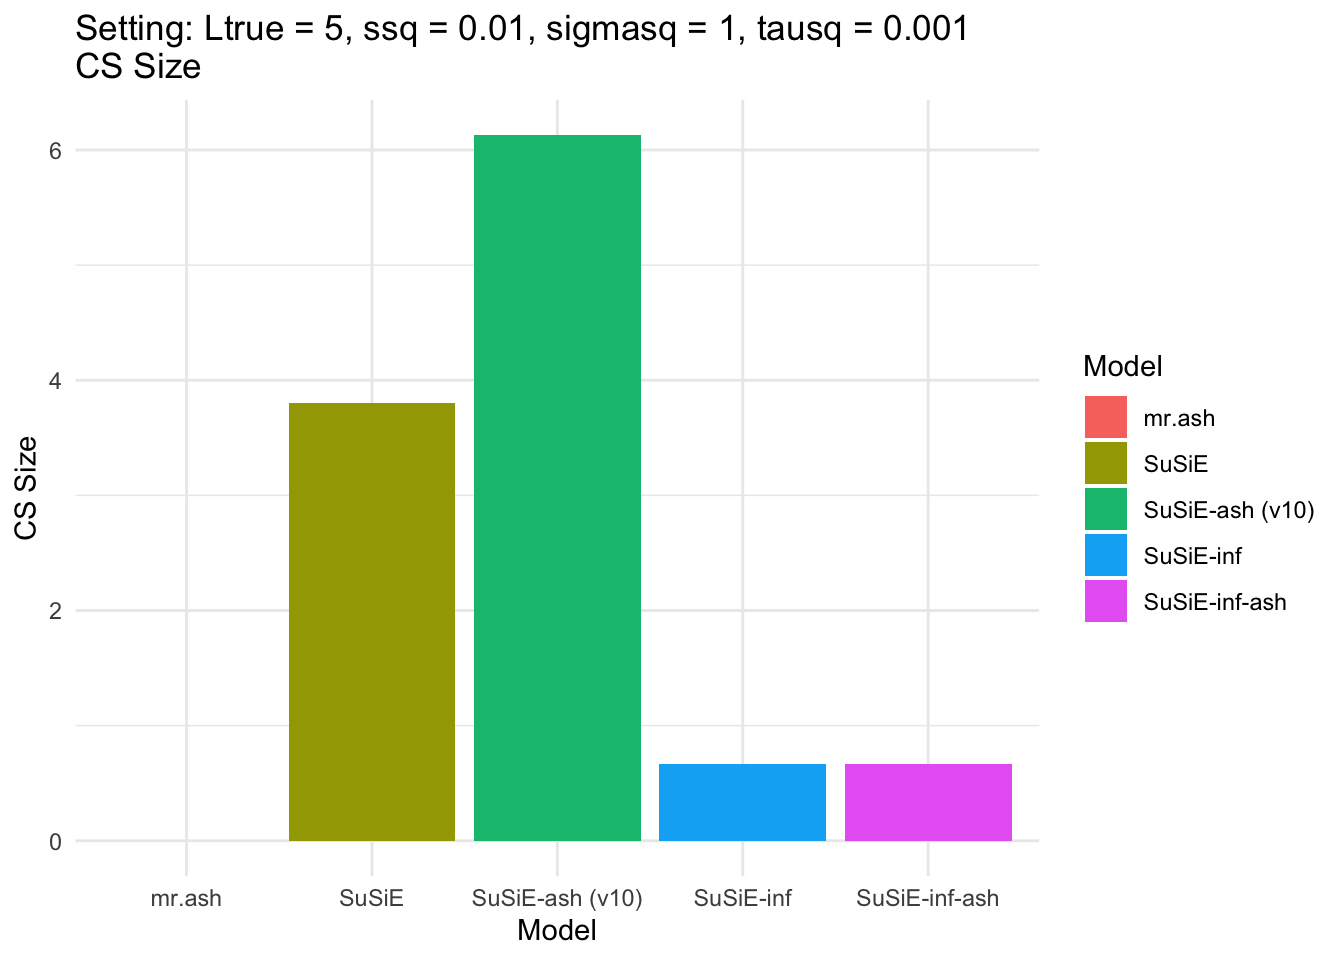 Setting: Ltrue = 5, ssq = 0.01, sigmasq = 1, tausq = 0.001
CS Size
6
4
2
0
CS Size
mr.ash
SuSiE
SuSiE-ash (v10)
SuSiE-inf
SuSiE-inf-ash
Model
Model
mr.ash
SuSiE
SuSiE-ash (v10)
SuSiE-inf
SuSiE-inf-ash